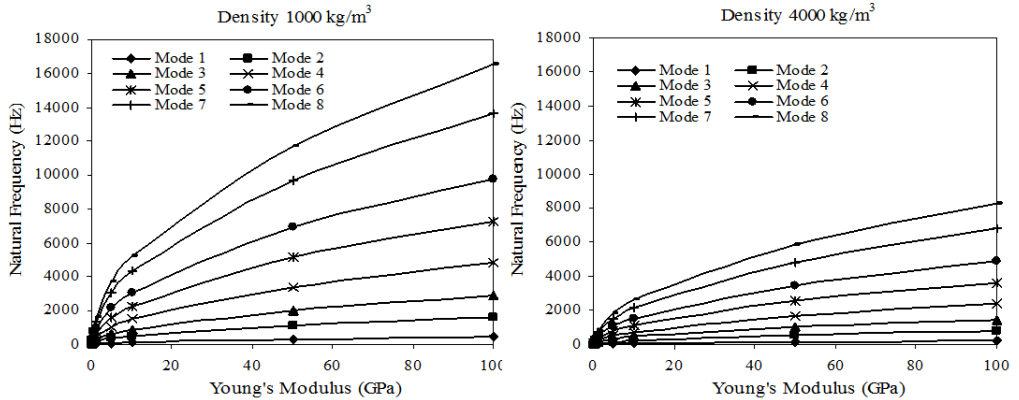 Density 1000 kg/m³
18000
16000
14000
12000
10000
8000
6000
4000
2000
0
Natural Frequency (Hz)
Mode 1 Mode 2
Mode 3 Mode 4
Mode 5 Mode 6
Mode 7 Mode 8
0 20 40 60 80 100
Young's Modulus (GPa)
Density 4000 kg/m³
18000
16000
14000
12000
10000
8000
6000
4000
2000
0
Natural Frequency (Hz)
Mode 1 Mode 2
Mode 3 Mode 4
Mode 5 Mode 6
Mode 7 Mode 8
0 20 40 60 80 100
Young's Modulus (GPa)